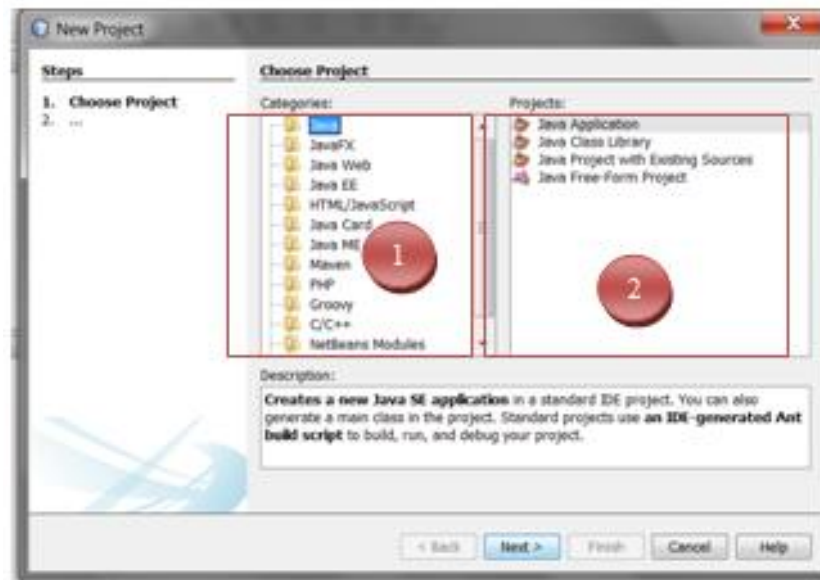 New Project
Steps
1. Choose Project
2. ...
Choose Project
Categories:
Java
JavaFX
Java Web
Java EE
HTML/JavaScript
Java Card
Java ME
Maven
PHP
Groovy
C/C++
NetBeans Modules
1
Projects:
Java Application
Java Class Library
Java Project with Existing Sources
Java Free-Form Project
2
Description:
Creates a new Java SE application in a standard IDE project. You can also
generate a main class in the project. Standard projects use an IDE-generated Ant
build script to build, run, and debug your project.
< Back
Next >
Finish
Cancel
Help